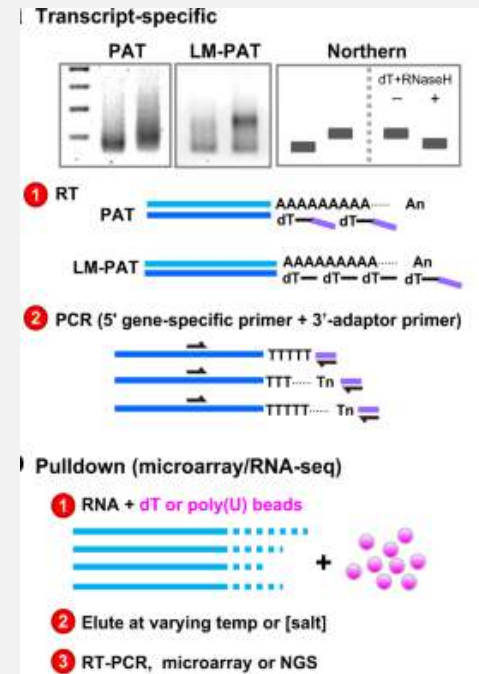 Transcript-specific
PAT LM-PAT Northern
dT+RNaseH
– +
1 RT
PAT AAAAAAAAA······ An
dT dT
LM-PAT AAAAAAAAA······ An
dT dT dT dT
2 PCR (5' gene-specific primer + 3'-adaptor primer)
TTTTT
TTT······ Tn
TTTTT······ Tn
Pulldown (microarray/RNA-seq)
1 RNA + dT or poly(U) beads
+
2 Elute at varying temp or [salt]
3 RT-PCR, microarray or NGS